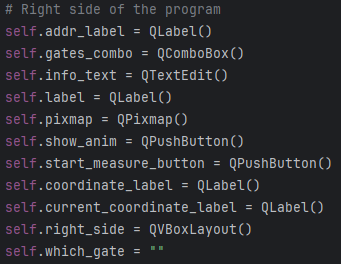 # Right side of the program
self.addr_label = QLabel()
self.gates_combo = QComboBox()
self.info_text = QTextEdit()
self.label = QLabel()
self.pixmap = QPixmap()
self.show_anim = QPushButton()
self.start_measure_button = QPushButton()
self.coordinate_label = QLabel()
self.current_coordinate_label = QLabel()
self.right_side = QVBoxLayout()
self.which_gate = ""